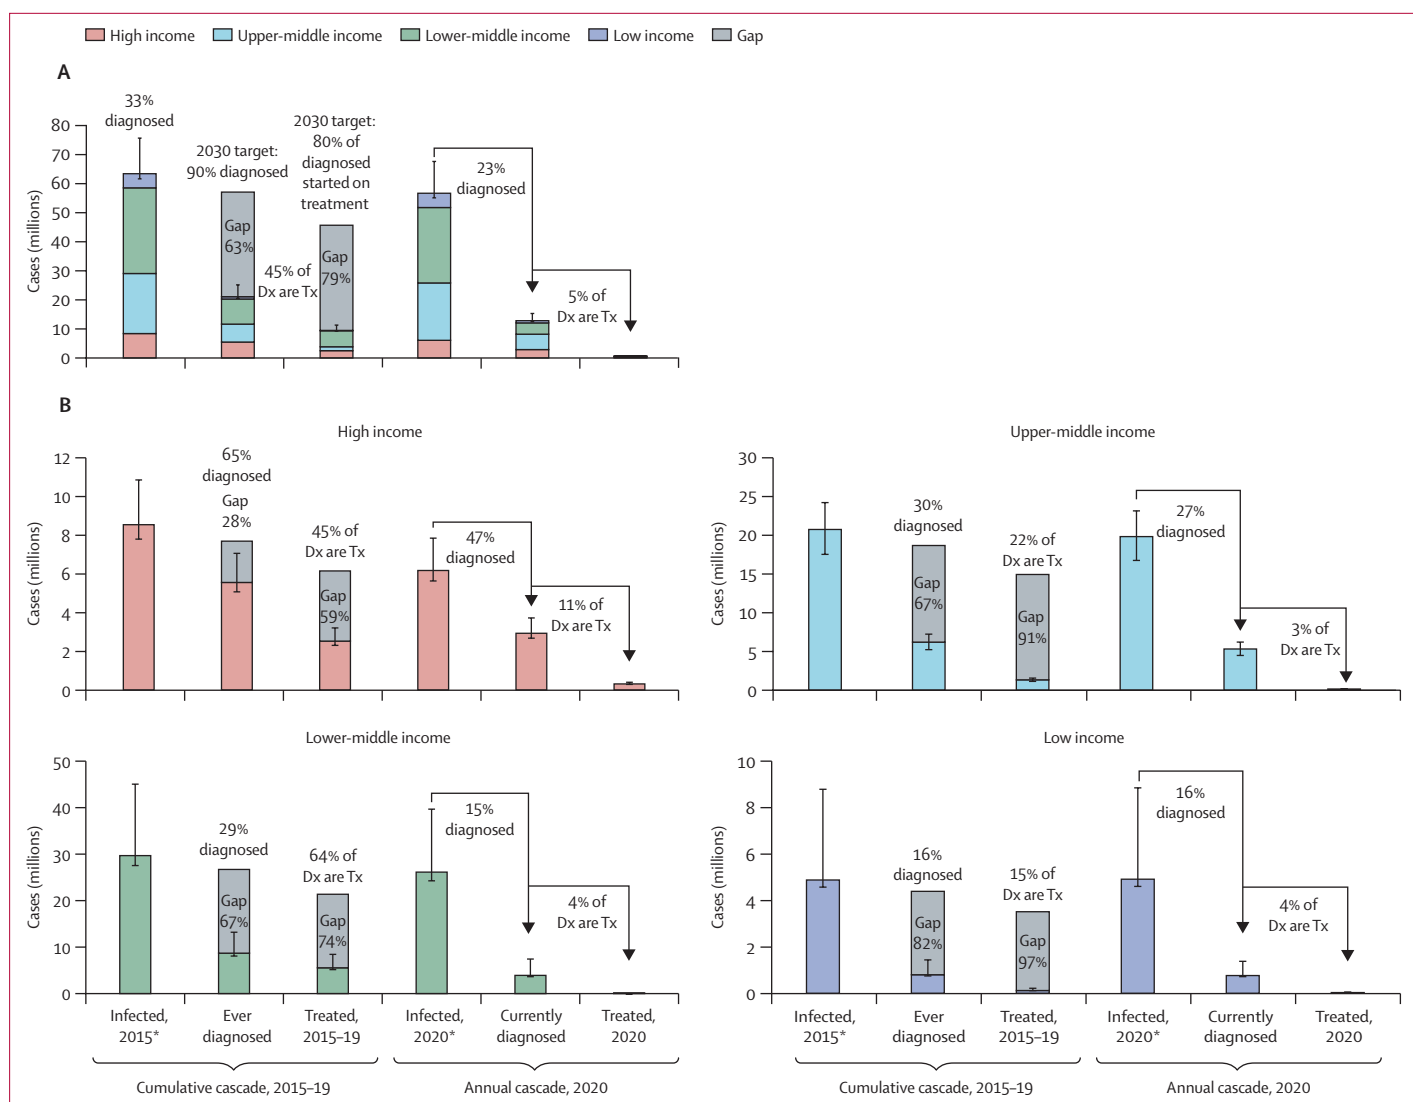 High income Upper-middle income Lower-middle income Low income Gap
A
Cases (millions)
80
70
60
50
40
30
20
10
0
33%
diagnosed
2030 target:
90% diagnosed
Gap
63%
45% of
Dx are Tx
2030 target:
80% of
diagnosed
started on
treatment
Gap
79%
23%
diagnosed
5% of
Dx are Tx
B
High income
Cases (millions)
12
10
8
6
4
2
0
65%
diagnosed
Gap
28%
45% of
Dx are Tx
Gap
59%
47%
diagnosed
11% of
Dx are Tx
Upper-middle income
Cases (millions)
30
25
20
15
10
5
0
30%
diagnosed
Gap
67%
22% of
Dx are Tx
Gap
91%
27%
diagnosed
3% of
Dx are Tx
Lower-middle income
Cases (millions)
50
40
30
20
10
0
29%
diagnosed
Gap
67%
64% of
Dx are Tx
Gap
74%
15%
diagnosed
4% of
Dx are Tx
Infected,
2015*
Ever
diagnosed
Treated,
2015–19
Infected,
2020*
Currently
diagnosed
Treated,
2020
Cumulative cascade, 2015–19
Annual cascade, 2020
Low income
Cases (millions)
10
8
6
4
2
0
16%
diagnosed
Gap
82%
15% of
Dx are Tx
Gap
97%
16%
diagnosed
4% of
Dx are Tx
Infected,
2015*
Ever
diagnosed
Treated,
2015–19
Infected,
2020*
Currently
diagnosed
Treated,
2020
Cumulative cascade, 2015–19
Annual cascade, 2020